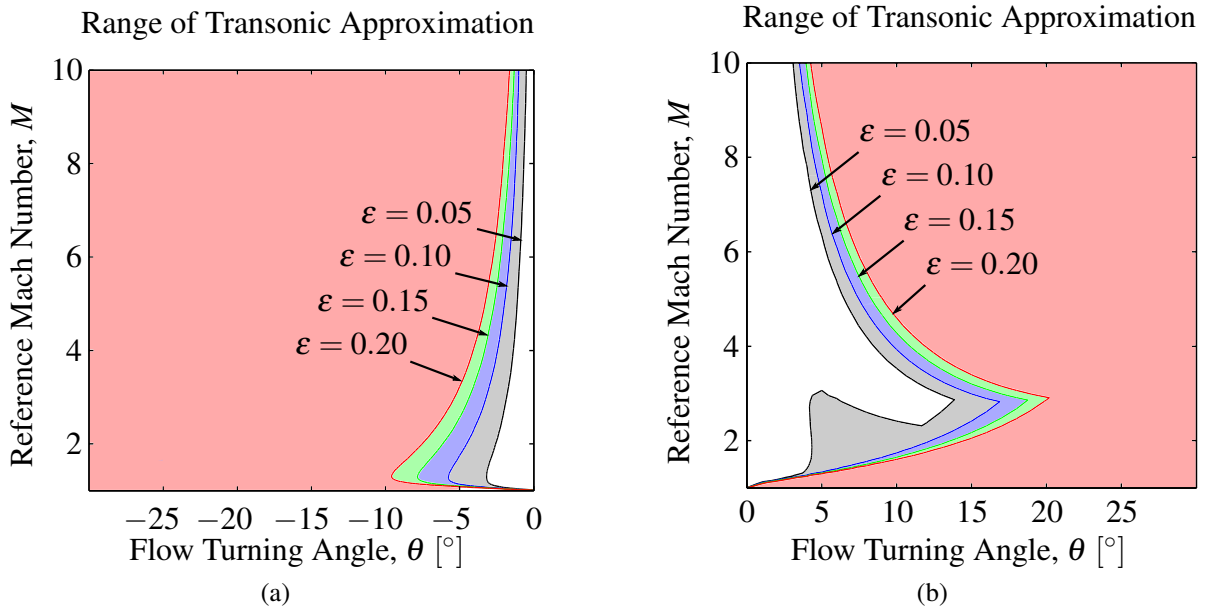 Range of Transonic Approximation
Reference Mach Number, M
10
8
6
4
2
ε = 0.05
ε = 0.10
ε = 0.15
ε = 0.20
−25
−20
−15
−10
−5
0
Flow Turning Angle, θ [°]
(a)
Range of Transonic Approximation
Reference Mach Number, M
10
8
6
4
2
ε = 0.05
ε = 0.10
ε = 0.15
ε = 0.20
0
5
10
15
20
25
Flow Turning Angle, θ [°]
(b)